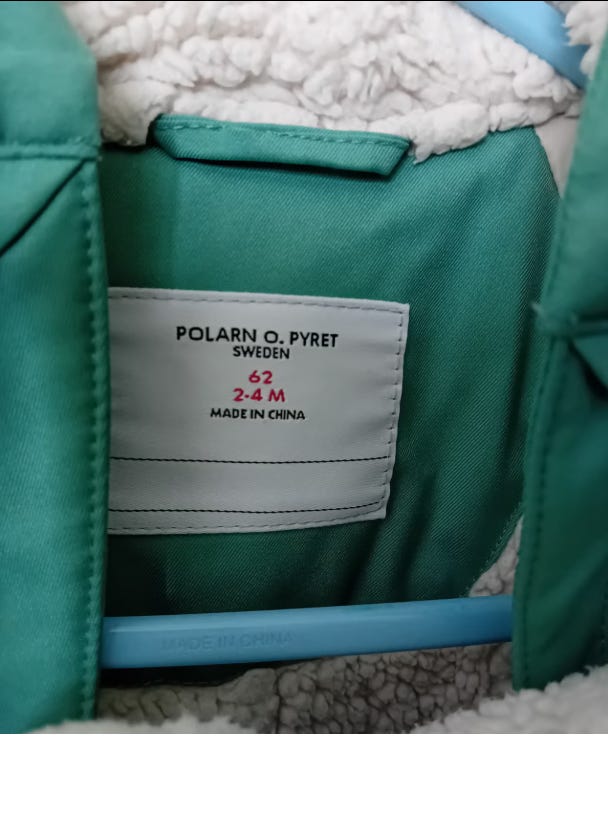 POLARN O. PYRET
SWEDEN
62
2-4 M
MADE IN CHINA
MADE IN CHINA